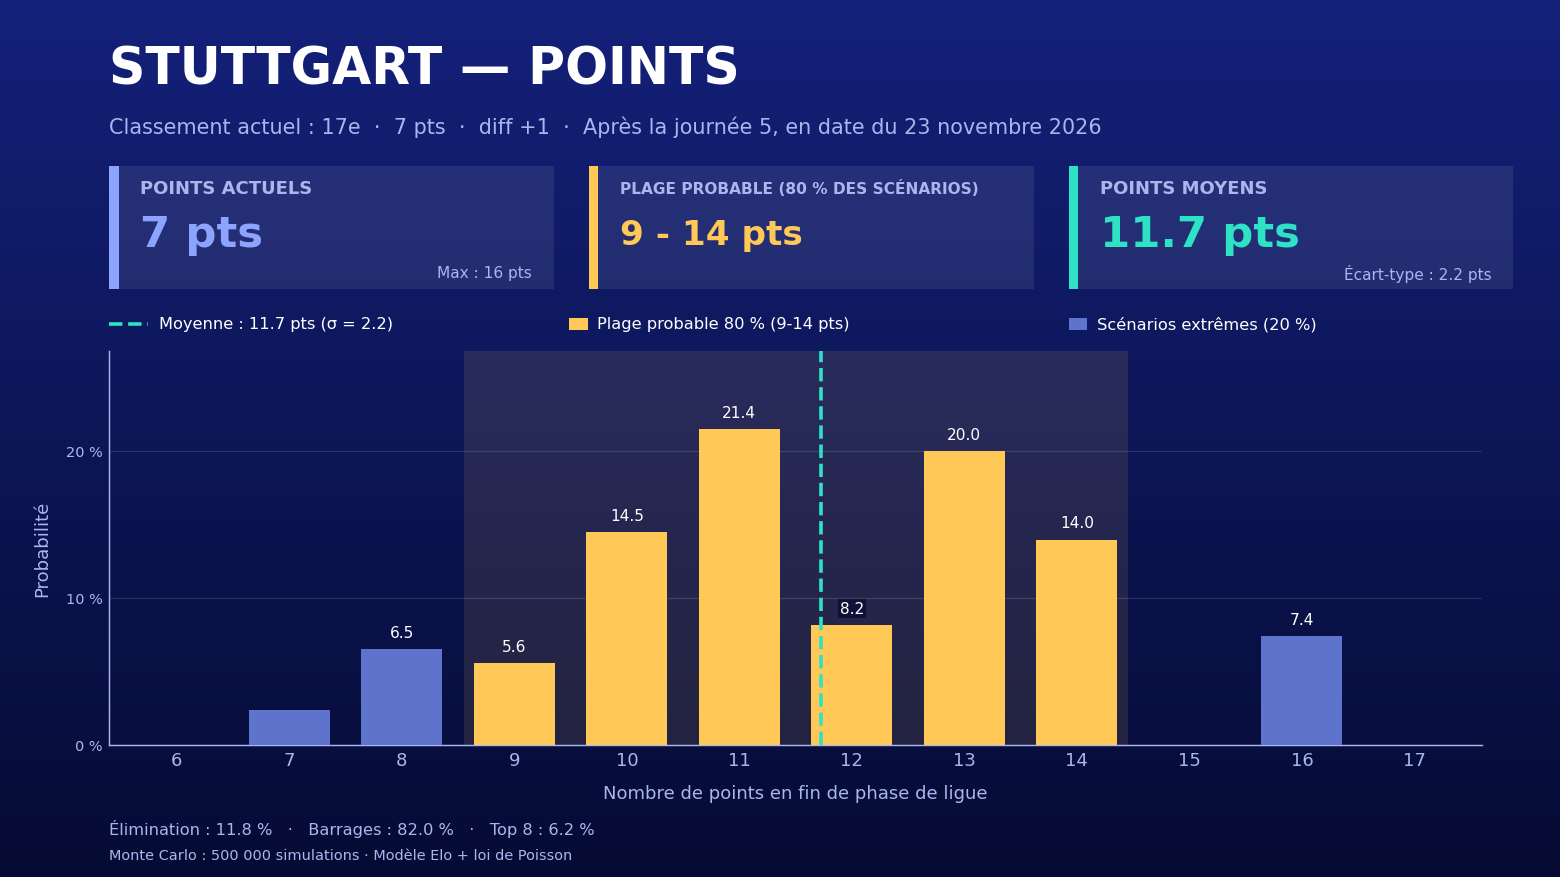 STUTTGART — POINTS
Classement actuel : 17e · 7 pts · diff +1 · Après la journée 5, en date du 23 novembre 2026
POINTS ACTUELS
7 pts
Max : 16 pts
PLAGE PROBABLE (80 % DES SCÉNARIOS)
9 - 14 pts
POINTS MOYENS
11.7 pts
Écart-type : 2.2 pts
Moyenne : 11.7 pts (σ = 2.2)
Plage probable 80 % (9-14 pts)
Scénarios extrêmes (20 %)
Probabilité
20 %
10 %
0 %
6.5
5.6
14.5
21.4
8.2
20.0
14.0
7.4
6 7 8 9 10 11 12 13 14 15 16 17
Nombre de points en fin de phase de ligue
Élimination : 11.8 % · Barrages : 82.0 % · Top 8 : 6.2 %
Monte Carlo : 500 000 simulations · Modèle Elo + loi de Poisson